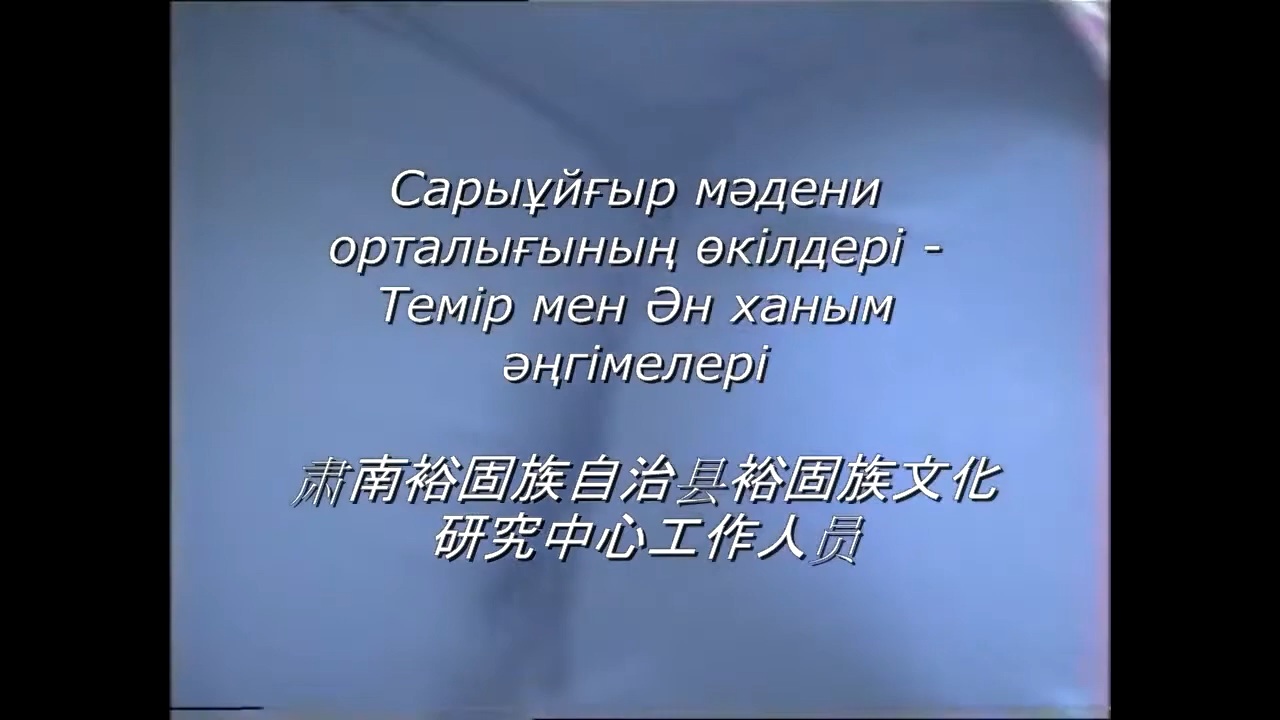 Сарыұйғыр мәдени
орталығының өкілдері -
Темір мен Ән ханым
әңгімелері
肃南裕固族自治县裕固族文化
研究中心工作人员